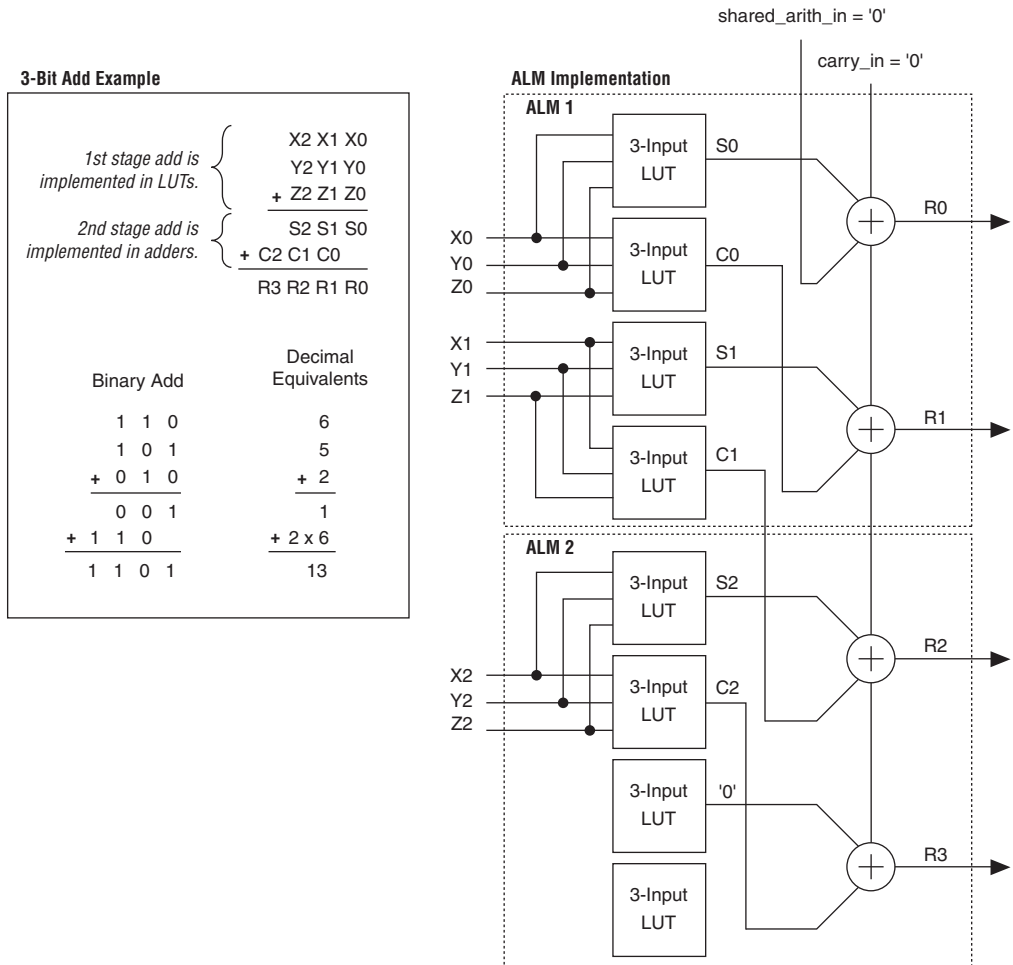 3-Bit Add Example
1st stage add is
implemented in LUTs.
X2 X1 X0
Y2 Y1 Y0
+ Z2 Z1 Z0
2nd stage add is
implemented in adders.
S2 S1 S0
+ C2 C1 C0
R3 R2 R1 R0
Binary Add
1 1 0
1 0 1
+ 0 1 0
0 0 1
+ 1 1 0
1 1 0 1
Decimal
Equivalents
6
5
+ 2
1
+ 2 x 6
13
shared_arith_in = '0'
carry_in = '0'
ALM Implementation
ALM 1
3-Input
LUT
S0
R0
X0
Y0
Z0
3-Input
LUT
C0
X1
Y1
Z1
3-Input
LUT
S1
R1
3-Input
LUT
C1
ALM 2
3-Input
LUT
S2
R2
X2
Y2
Z2
3-Input
LUT
C2
3-Input
LUT
'0'
R3
3-Input
LUT